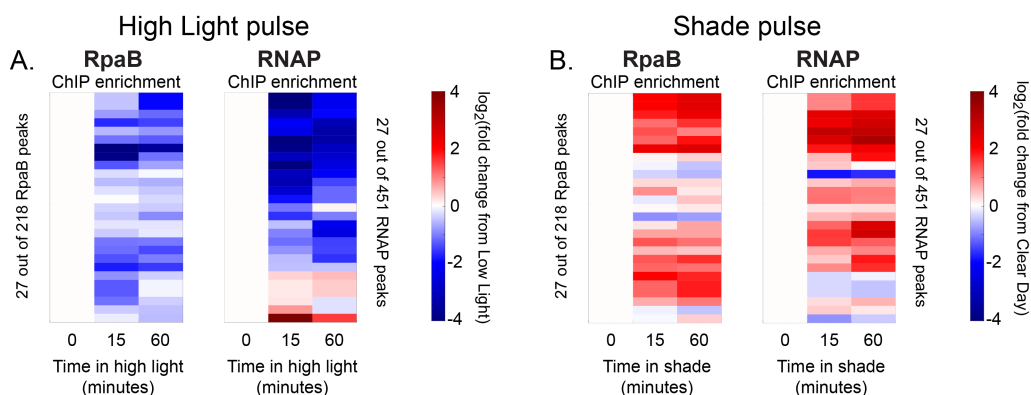 High Light pulse
A.
RpaB
ChIP enrichment
RNAP
ChIP enrichment
27 out of 218 RpaB peaks
27 out of 451 RNAP peaks
4
2
0
-2
-4
log2(fold change from Low Light)
0 15 60
Time in high light
(minutes)
0 15 60
Time in high light
(minutes)
Shade pulse
B.
RpaB
ChIP enrichment
RNAP
ChIP enrichment
27 out of 218 RpaB peaks
27 out of 451 RNAP peaks
4
2
0
-2
-4
log2(fold change from Clear Day)
0 15 60
Time in shade
(minutes)
0 15 60
Time in shade
(minutes)